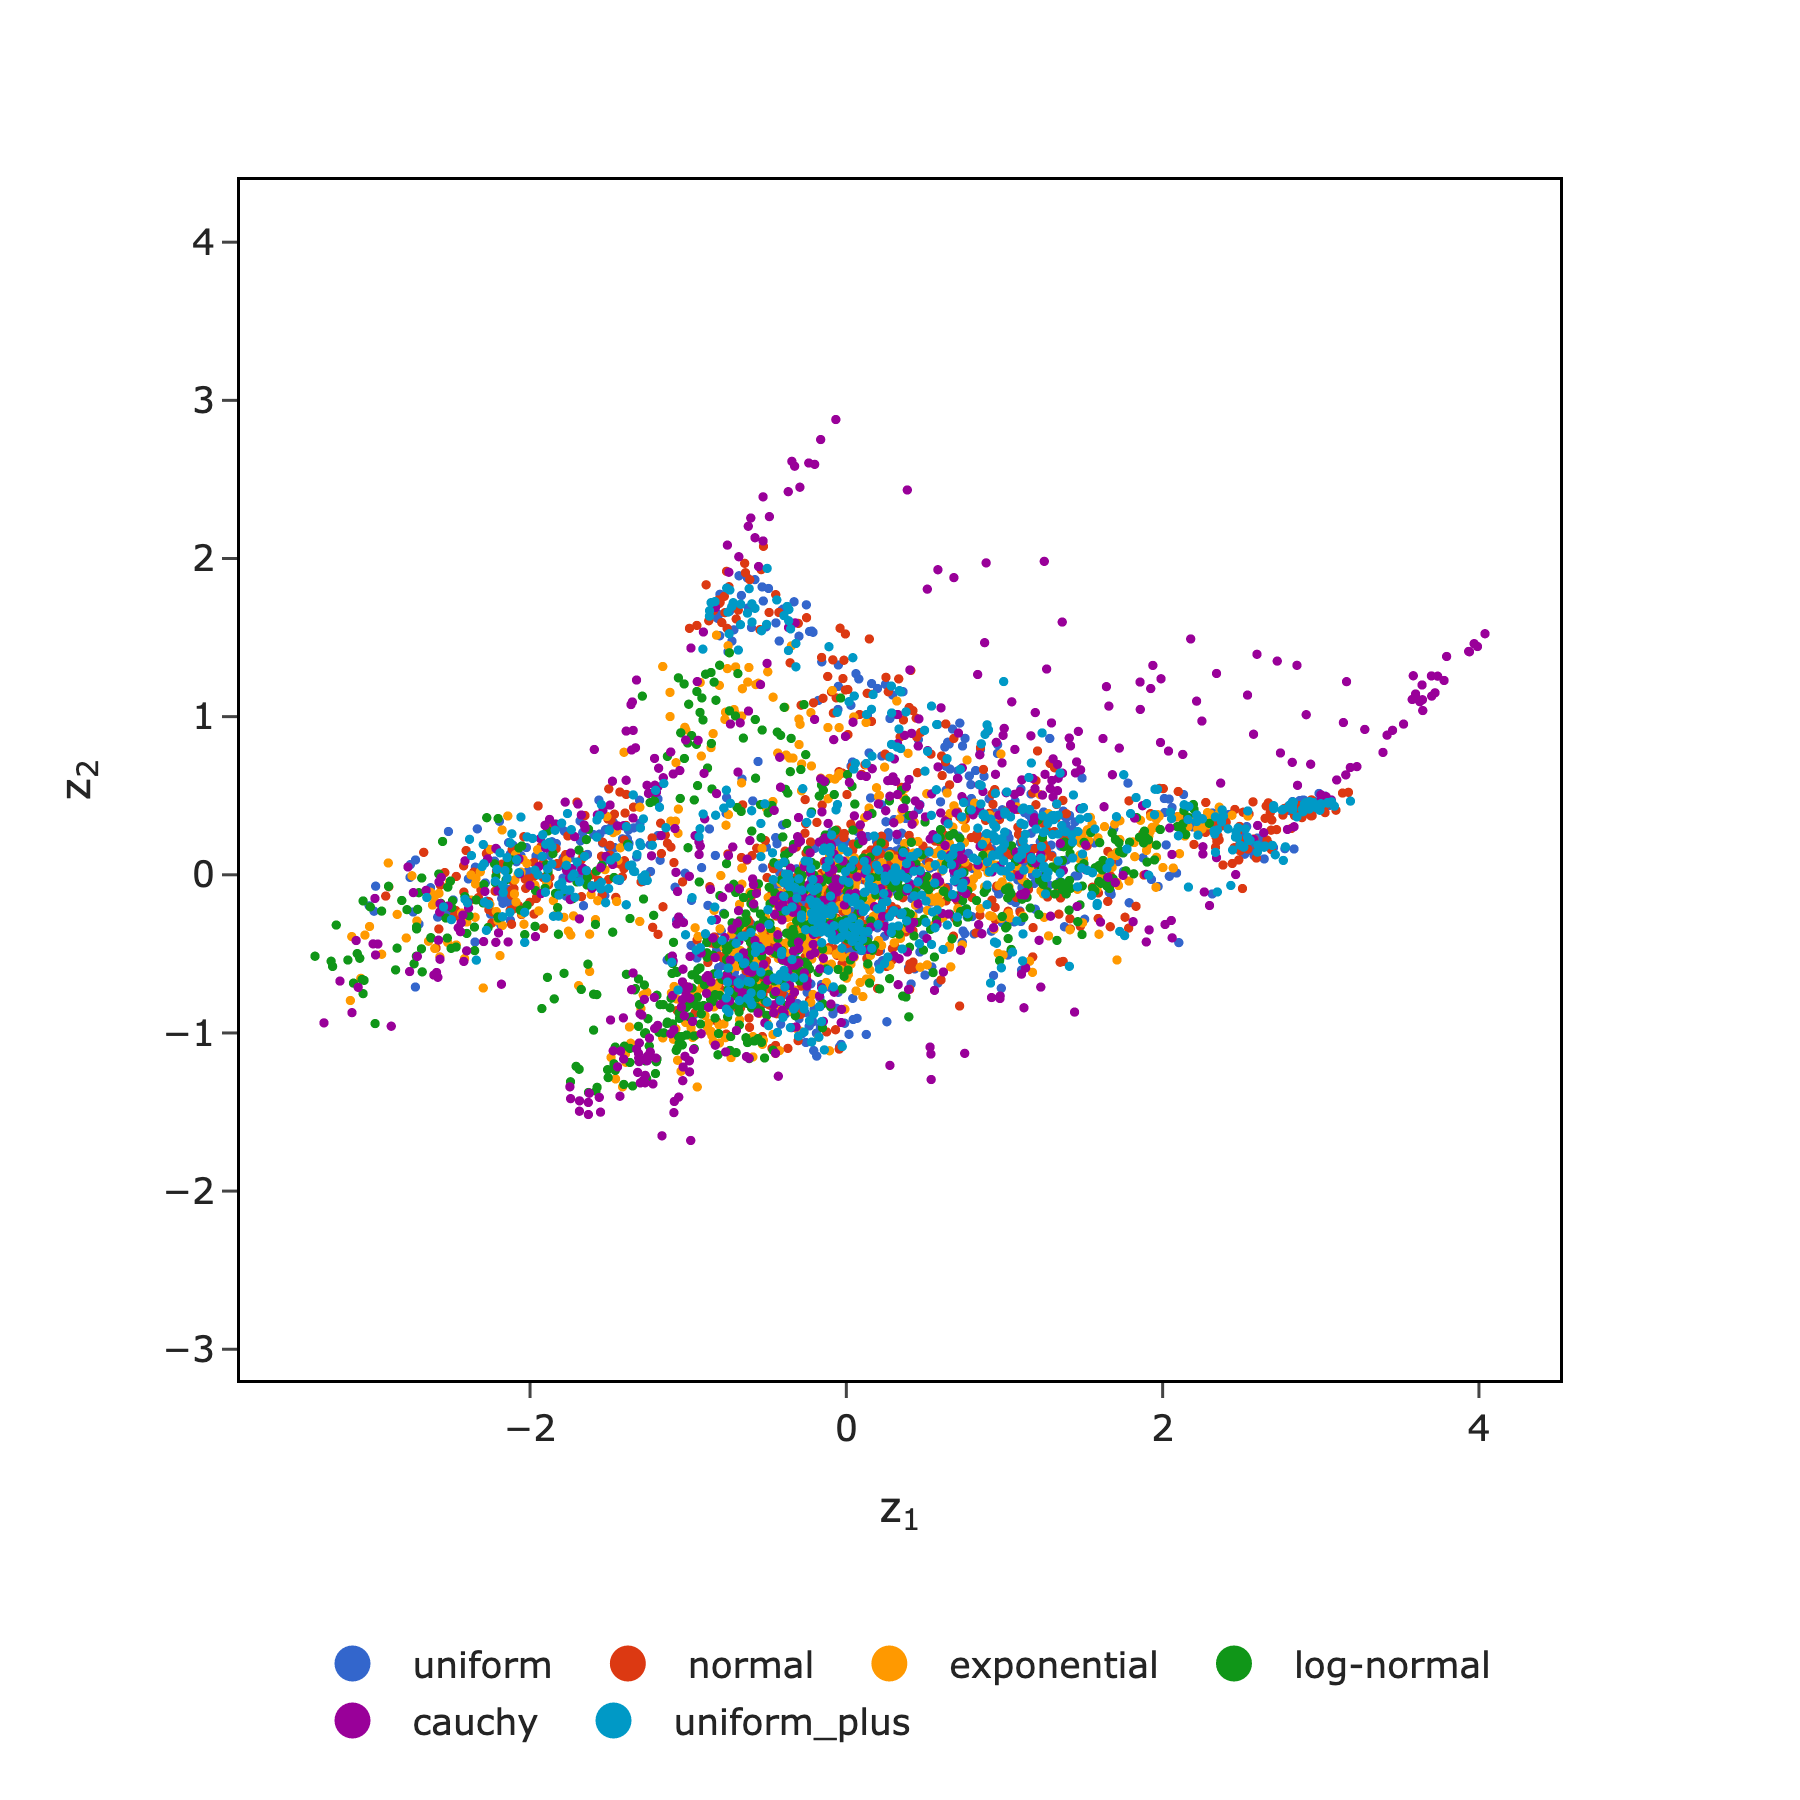 4
3
2
1
0
−1
−2
−3
z2
−2 0 2 4
z1
uniform normal exponential log-normal
cauchy uniform_plus